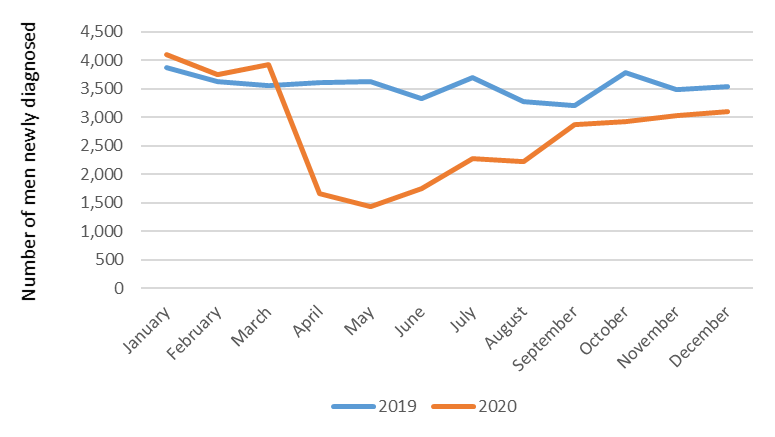 Number of men newly diagnosed
4,500
4,000
3,500
3,000
2,500
2,000
1,500
1,000
500
0
January
February
March
April
May
June
July
August
September
October
November
December
2019
2020